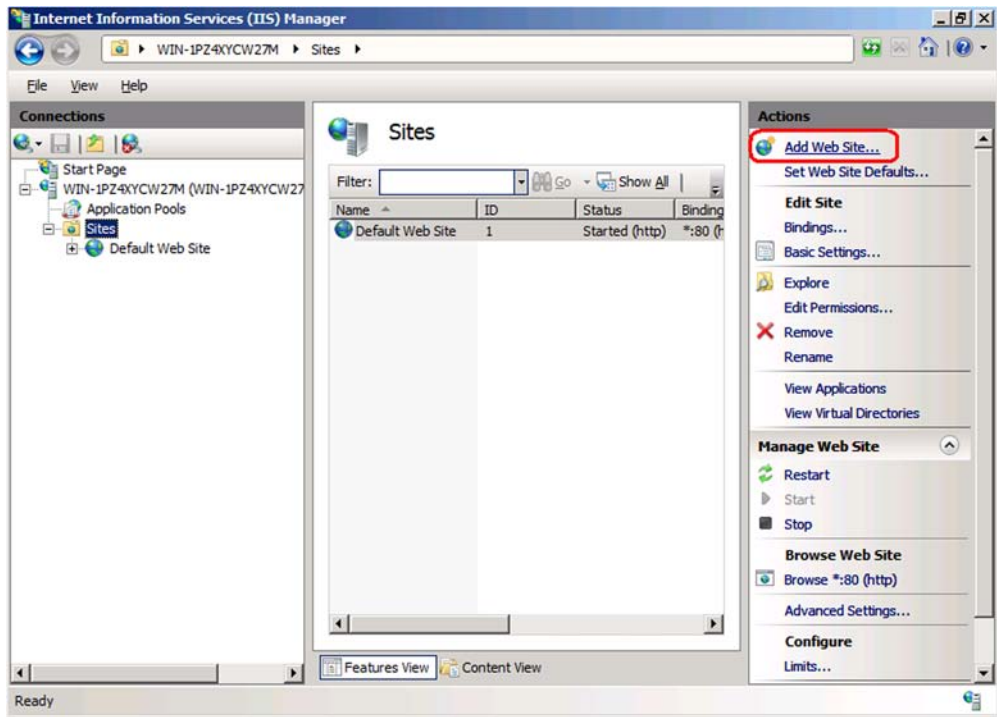 Internet Information Services (IIS) Manager
WIN-1PZ4XYCW27M Sites
File View Help
Connections
Start Page
WIN-1PZ4XYCW27M (WIN-1PZ4XYCW27
Application Pools
Sites
Default Web Site
Sites
Filter: Go Show All
Name ID Status Binding
Default Web Site 1 Started (http) *:80 (h
Features View Content View
Actions
Add Web Site...
Set Web Site Defaults...
Edit Site
Bindings...
Basic Settings...
Explore
Edit Permissions...
Remove
Rename
View Applications
View Virtual Directories
Manage Web Site
Restart
Start
Stop
Browse Web Site
Browse *:80 (http)
Advanced Settings...
Configure
Limits...
Ready